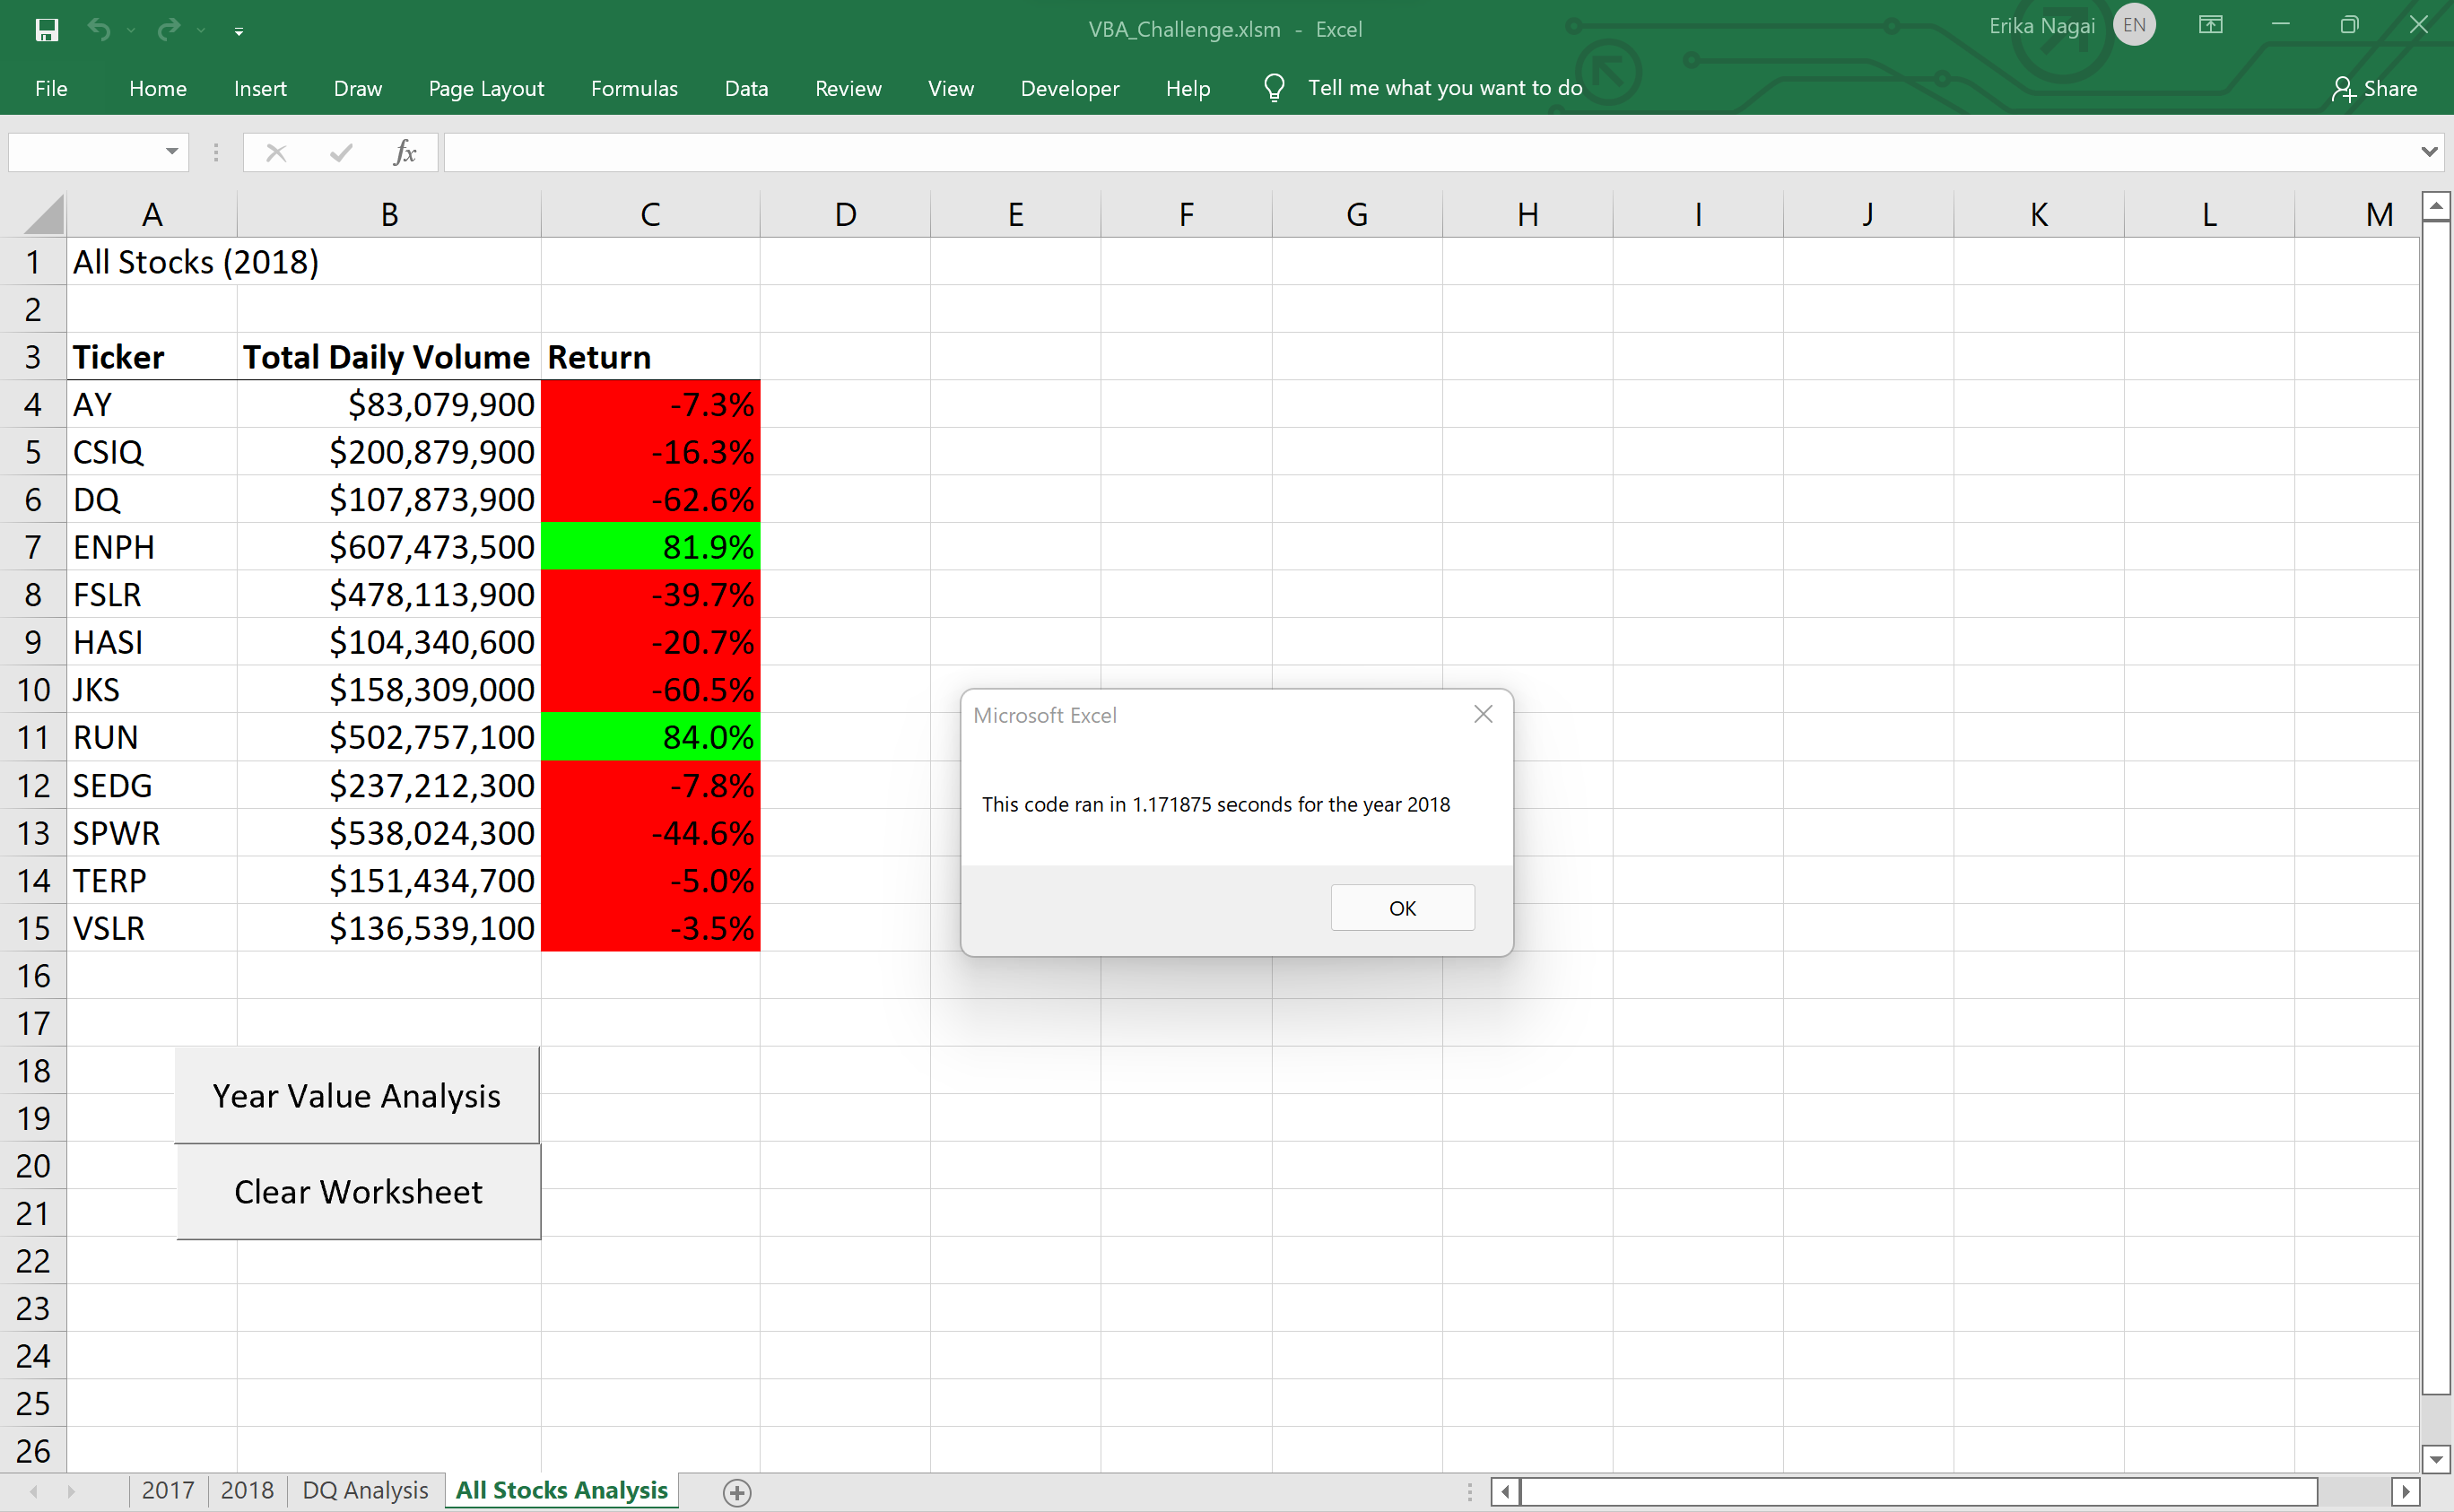 VBA_Challenge.xlsm - Excel
Erika Nagai EN
File Home Insert Draw Page Layout Formulas Data Review View Developer Help Tell me what you want to do Share
fx
A B C D E F G H I J K L M
1 All Stocks (2018)
2
3 Ticker Total Daily Volume Return
4 AY $83,079,900 -7.3%
5 CSIQ $200,879,900 -16.3%
6 DQ $107,873,900 -62.6%
7 ENPH $607,473,500 81.9%
8 FSLR $478,113,900 -39.7%
9 HASI $104,340,600 -20.7%
10 JKS $158,309,000 -60.5%
11 RUN $502,757,100 84.0%
12 SEDG $237,212,300 -7.8%
13 SPWR $538,024,300 -44.6%
14 TERP $151,434,700 -5.0%
15 VSLR $136,539,100 -3.5%
16
17
18
19
20
21
22
23
24
25
26
Microsoft Excel
This code ran in 1.171875 seconds for the year 2018
OK
Year Value Analysis
Clear Worksheet
2017 2018 DQ Analysis All Stocks Analysis